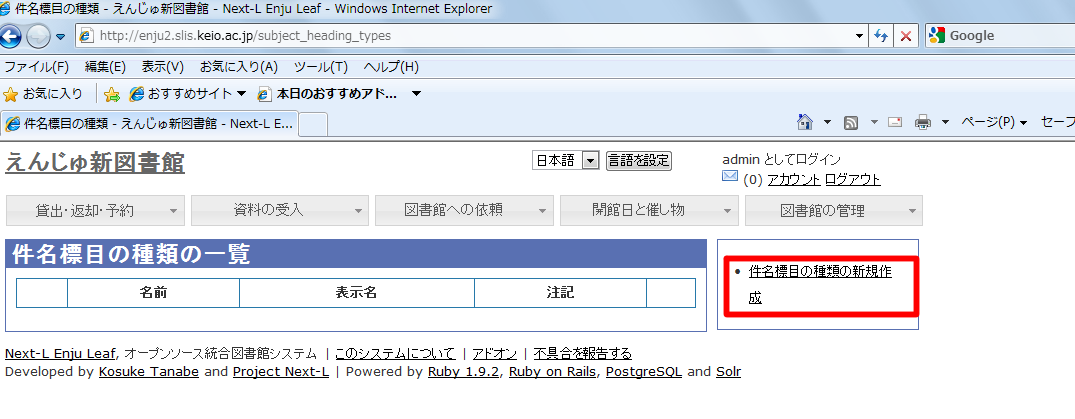 件名標目の種類 - えんじゅ新図書館 - Next-L Enju Leaf - Windows Internet Explorer
http://enju2.slis.keio.ac.jp/subject_heading_types Google
ファイル(F) 編集(E) 表示(V) お気に入り(A) ツール(T) ヘルプ(H)
お気に入り おすすめサイト 本日のおすすめアド...
件名標目の種類 - えんじゅ新図書館 - Next-L E... ページ(P) セーフ
えんじゅ新図書館 日本語 言語を設定 admin としてログイン
(0) アカウント ログアウト
貸出・返却・予約 資料の受入 図書館への依頼 開館日と催し物 図書館の管理
件名標目の種類の一覧
名前 表示名 注記
件名標目の種類の新規作
成
Next-L Enju Leaf, オープンソース統合図書館システム | このシステムについて | アドオン | 不具合を報告する
Developed by Kosuke Tanabe and Project Next-L | Powered by Ruby 1.9.2, Ruby on Rails, PostgreSQL and Solr